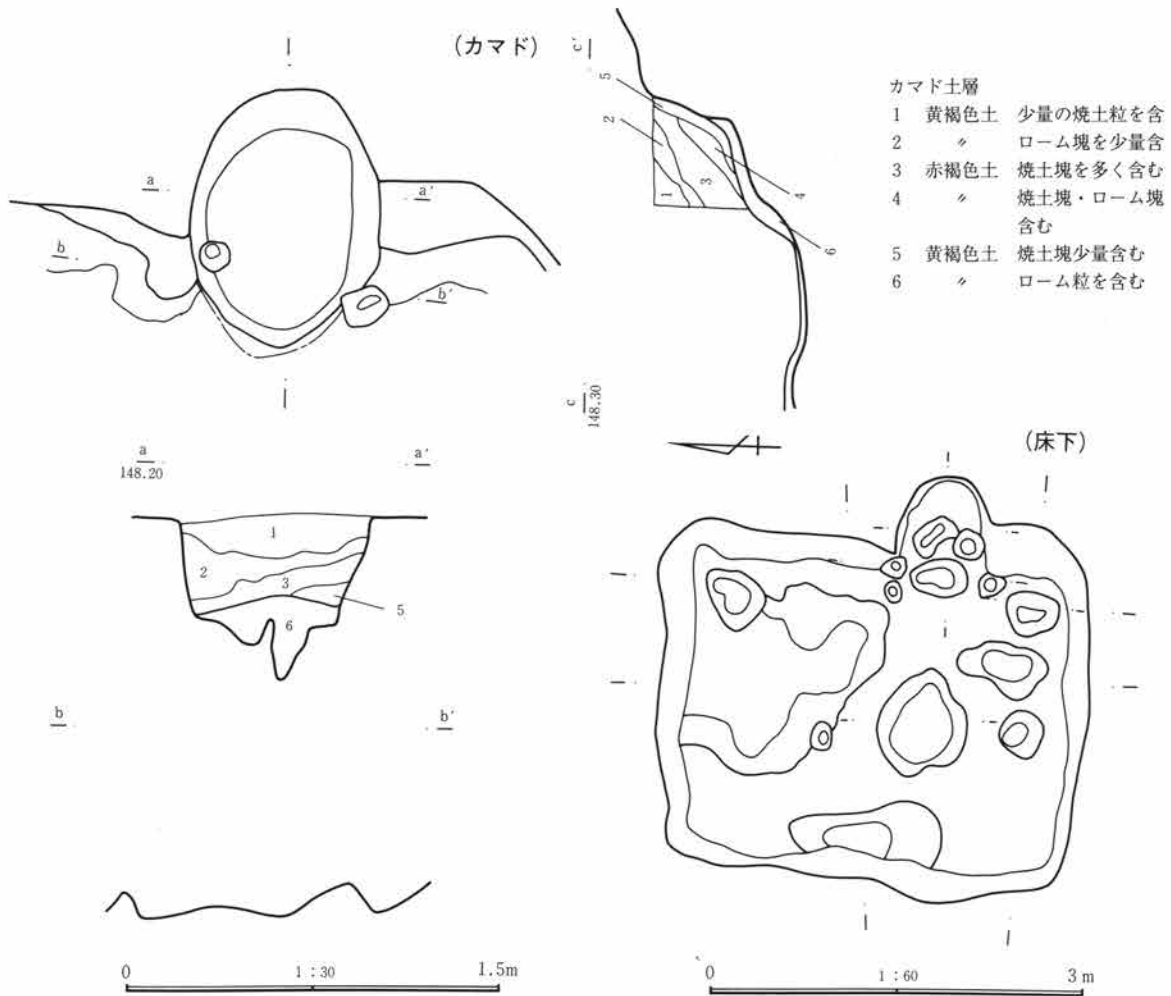 (カマド)
a
a′
b
b′
c′
5
2
1
3
4
6
c
148.30
カマド土層
1 黄褐色土 少量の焼土粒を含
2 〃 ローム塊を少量含
3 赤褐色土 焼土塊を多く含む
4 〃 焼土塊・ローム塊
含む
5 黄褐色土 焼土塊少量含む
6 〃 ローム粒を含む
a
148.20
a′
1
2
3
5
6
b
b′
0 1:30 1.5m
(床下)
0 1:60 3m